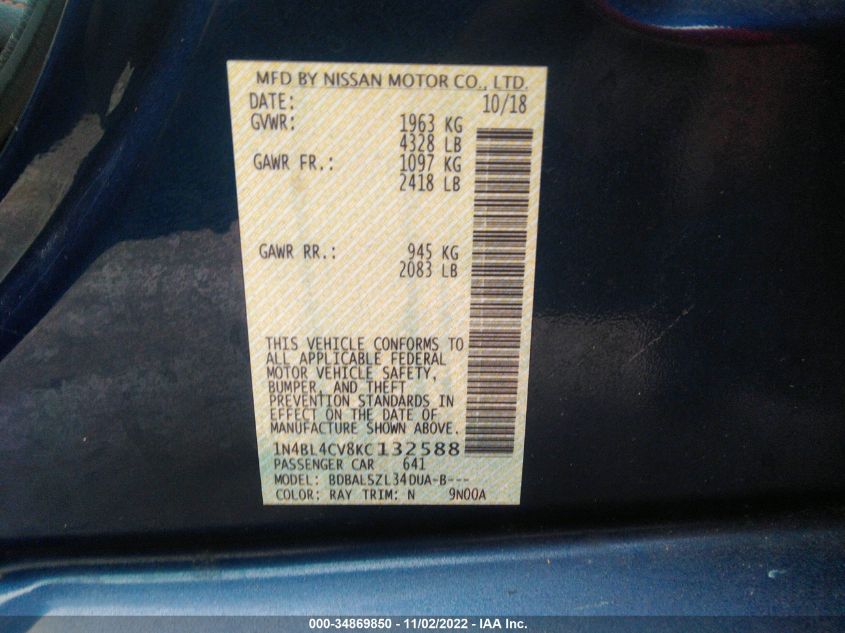 MFD BY NISSAN MOTOR CO., LTD.
DATE: 10/18
GVWR: 1963 KG
4328 LB
GAWR FR.: 1097 KG
2418 LB
GAWR RR.: 945 KG
2083 LB
THIS VEHICLE CONFORMS TO
ALL APPLICABLE FEDERAL
MOTOR VEHICLE SAFETY,
BUMPER, AND THEFT
PREVENTION STANDARDS IN
EFFECT ON THE DATE OF
MANUFACTURE SHOWN ABOVE.
1N4BL4CV8KC132588
PASSENGER CAR 641
MODEL: BDBALSZL34DUA-B---
COLOR: RAY TRIM: N 9N00A
000-34869850 - 11/02/2022 - IAA Inc.